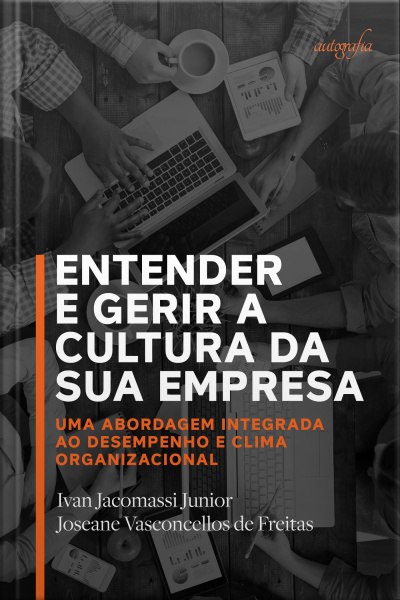 autografia
ENTENDER
E GERIR A
CULTURA DA
SUA EMPRESA
UMA ABORDAGEM INTEGRADA
AO DESEMPENHO E CLIMA
ORGANIZACIONAL
Ivan Jacomassi Junior
Joseane Vasconcellos de Freitas